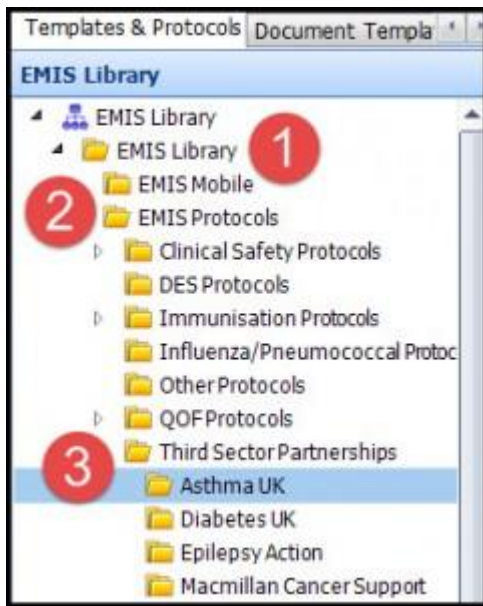 Templates & Protocols Document Templa
EMIS Library
EMIS Library
EMIS Library 1
EMIS Mobile
2 EMIS Protocols
Clinical Safety Protocols
DES Protocols
Immunisation Protocols
Influenza/Pneumococcal Protoc
Other Protocols
QOF Protocols
3 Third Sector Partnerships
Asthma UK
Diabetes UK
Epilepsy Action
Macmillan Cancer Support